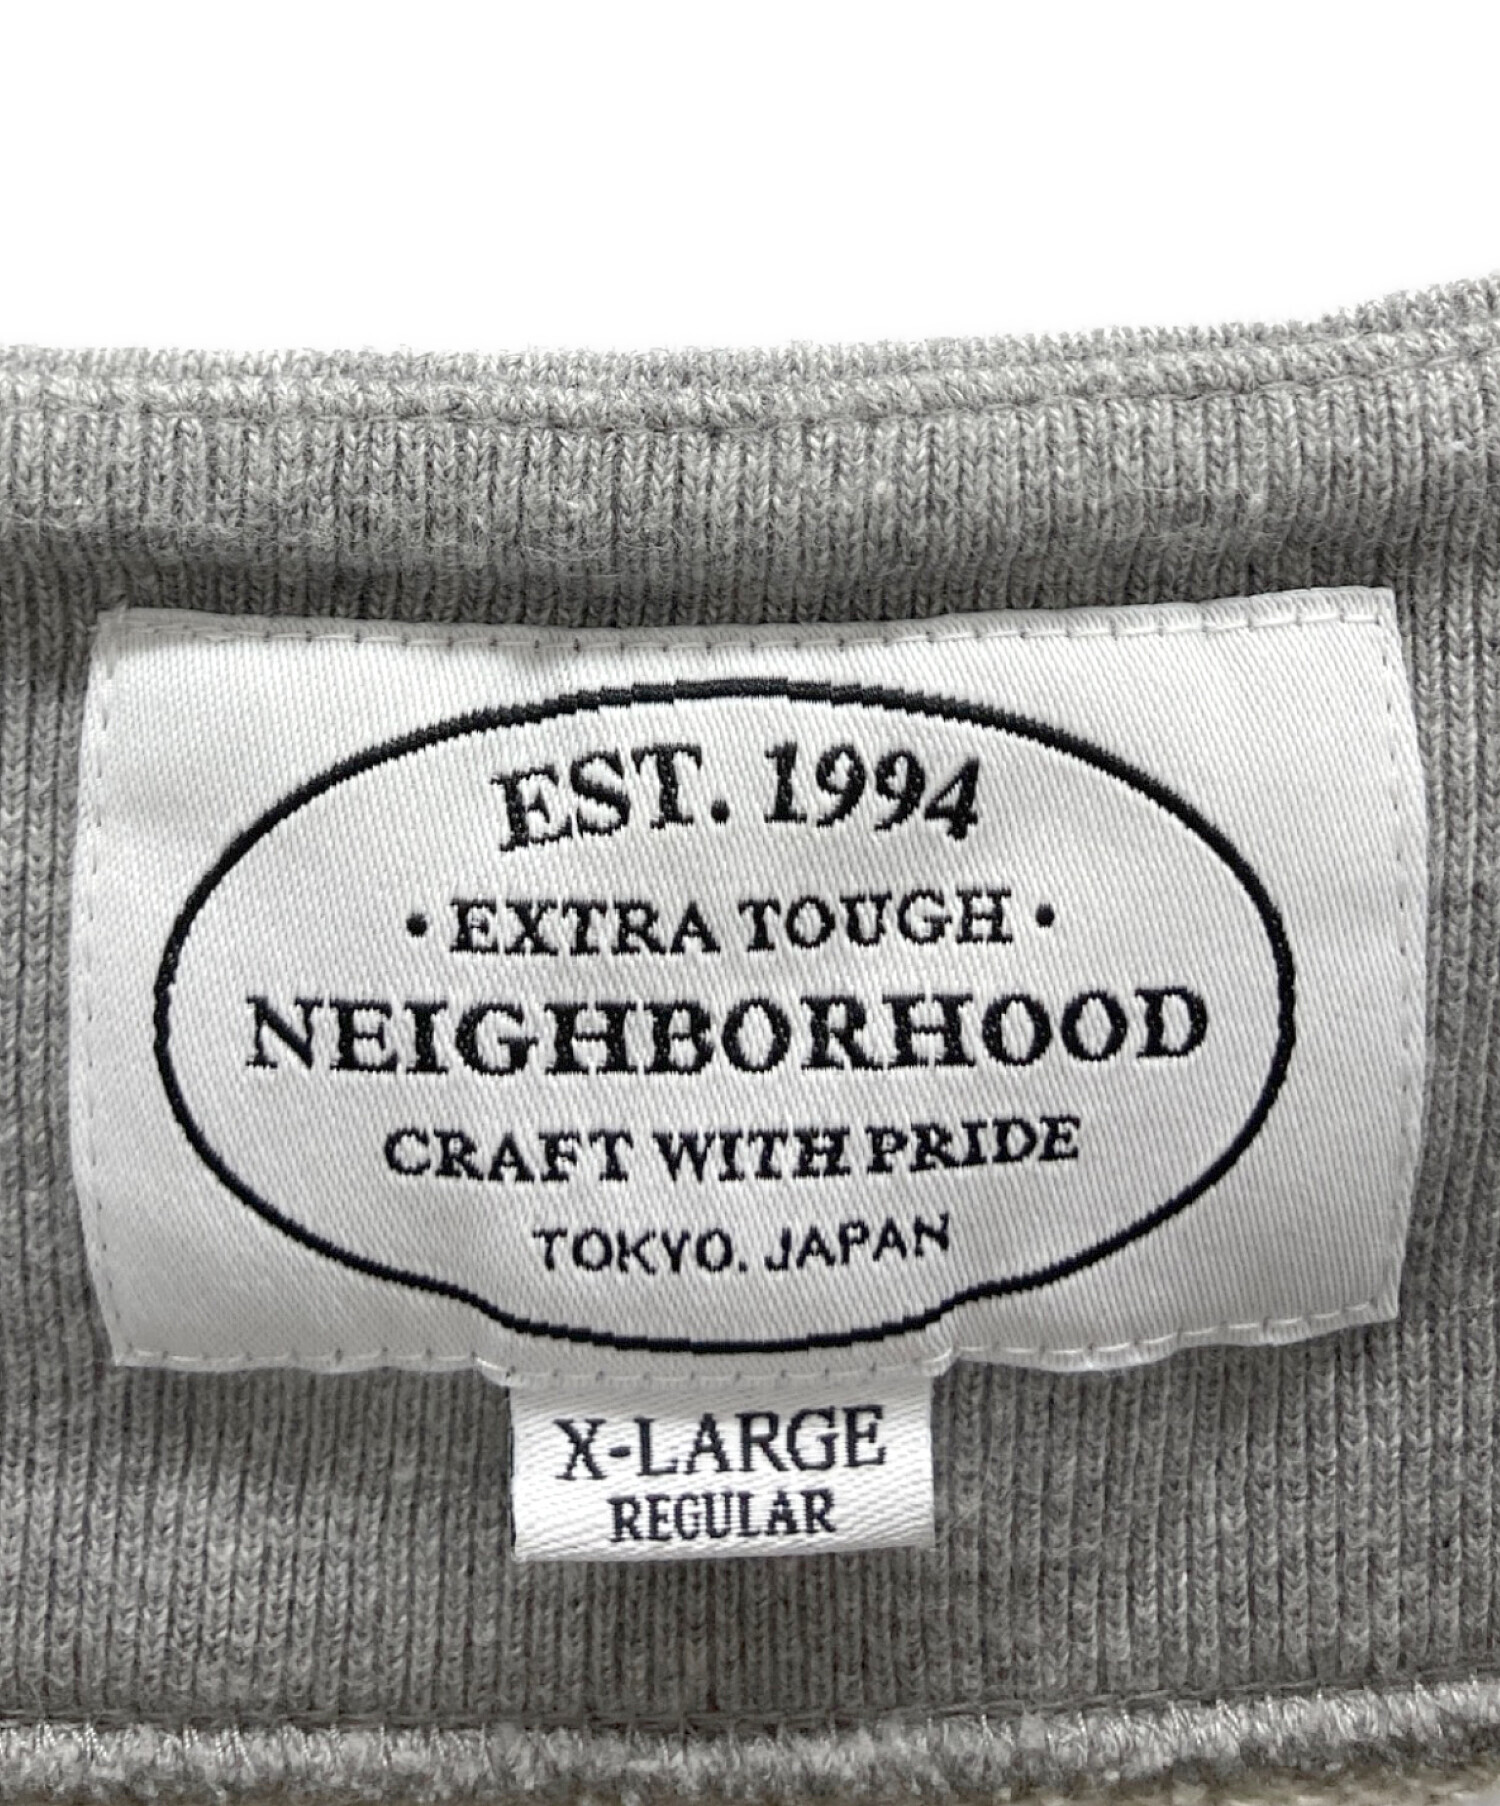 EST. 1994
• EXTRA TOUGH •
NEIGHBORHOOD
CRAFT WITH PRIDE
TOKYO. JAPAN
X-LARGE
REGULAR